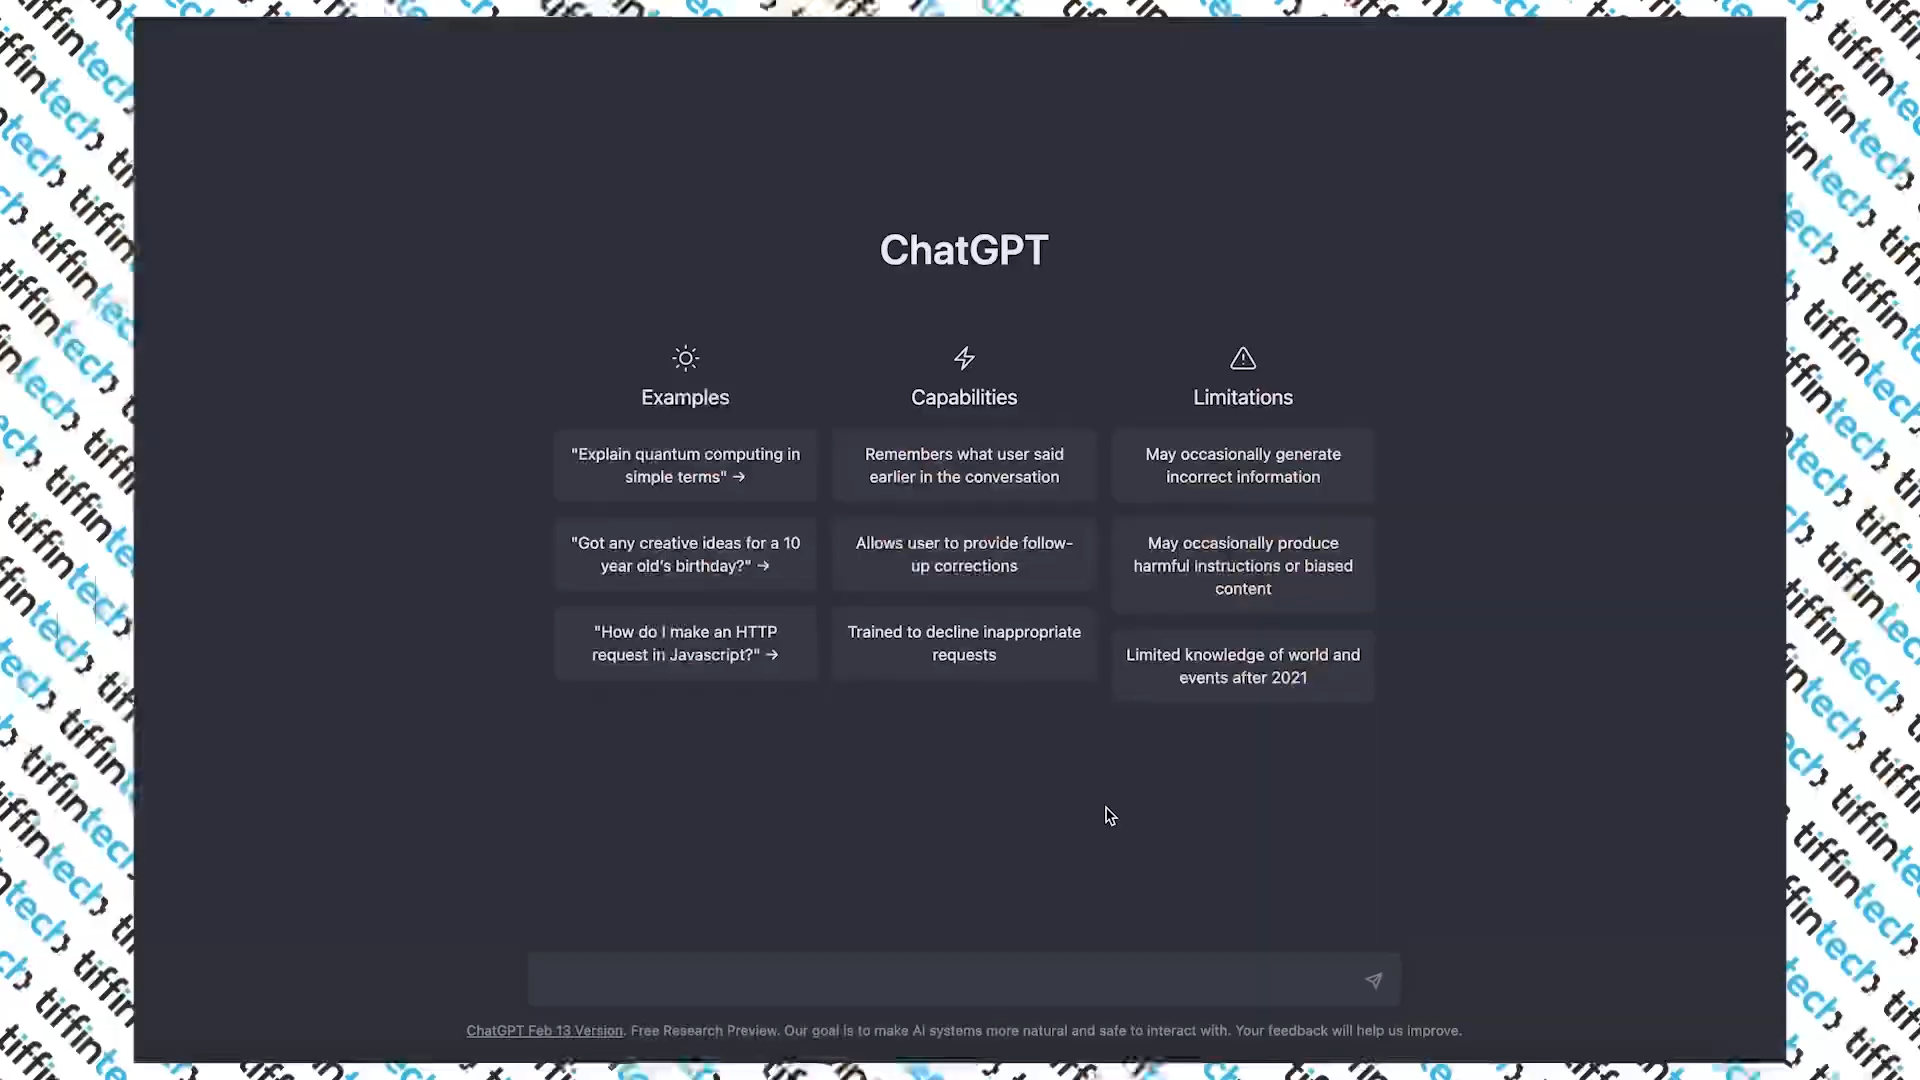 ChatGPT
Examples
"Explain quantum computing in
simple terms" →
"Got any creative ideas for a 10
year old's birthday?" →
"How do I make an HTTP
request in Javascript?" →
Capabilities
Remembers what user said
earlier in the conversation
Allows user to provide follow-
up corrections
Trained to decline inappropriate
requests
Limitations
May occasionally generate
incorrect information
May occasionally produce
harmful instructions or biased
content
Limited knowledge of world and
events after 2021
ChatGPT Feb 13 Version. Free Research Preview. Our goal is to make AI systems more natural and safe to interact with. Your feedback will help us improve.
tiffintech